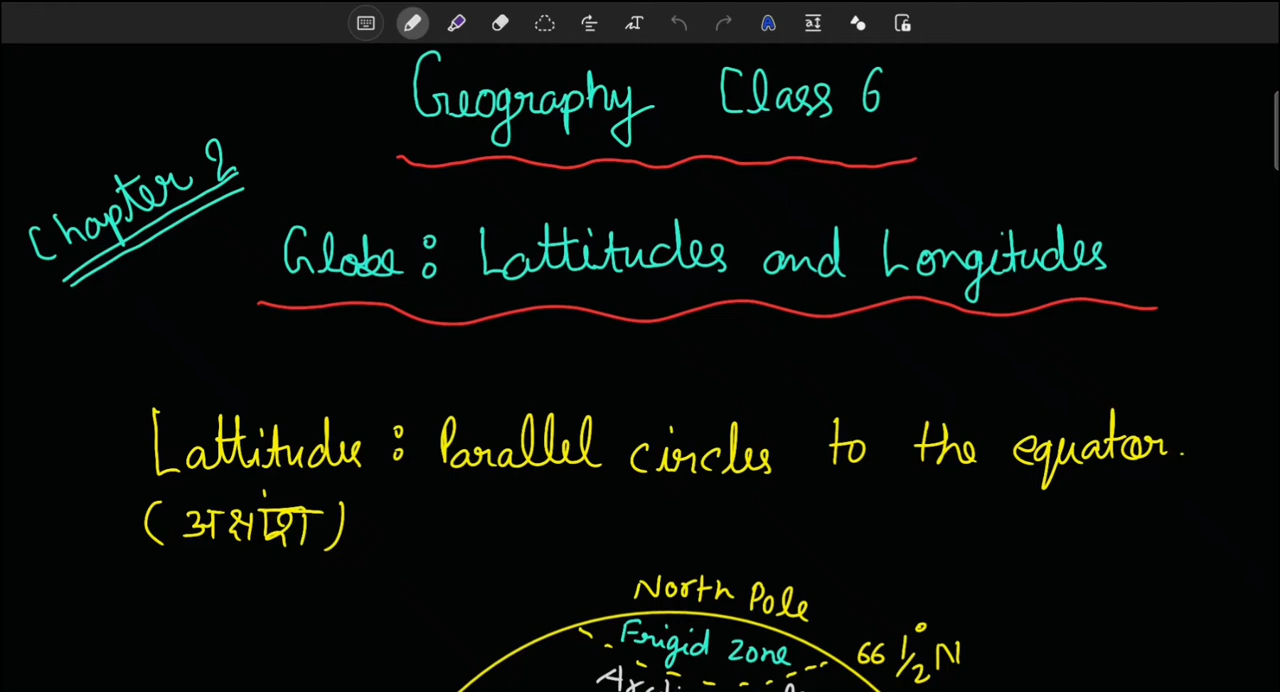 Geography Class 6
Chapter 2
Globe: Lattitudes and Longitudes
Lattitude: Parallel circles to the equator.
(अक्षांश)
North Pole
Frigid zone
66 1/2° N